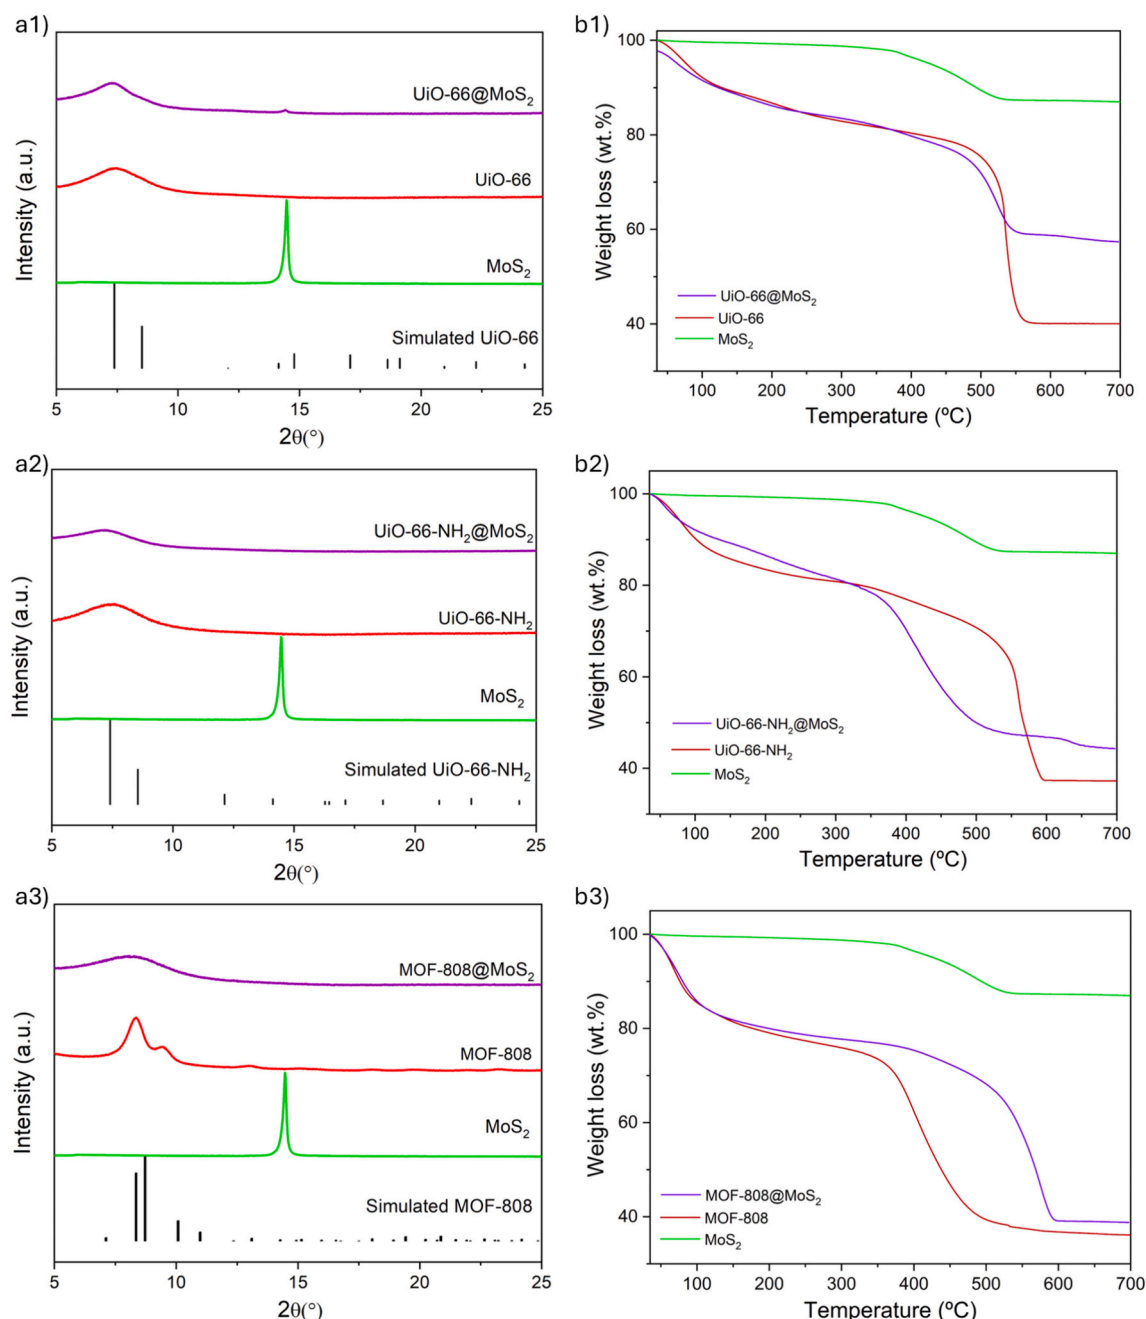 a1)
Intensity (a.u.)
UiO-66@MoS₂
UiO-66
MoS₂
Simulated UiO-66
5 10 15 20 25
2θ(°)
b1)
Weight loss (wt.%)
100
80
60
40
UiO-66@MoS₂
UiO-66
MoS₂
100 200 300 400 500 600 700
Temperature (ºC)
a2)
Intensity (a.u.)
UiO-66-NH₂@MoS₂
UiO-66-NH₂
MoS₂
Simulated UiO-66-NH₂
5 10 15 20 25
2θ(°)
b2)
Weight loss (wt.%)
100
80
60
40
UiO-66-NH₂@MoS₂
UiO-66-NH₂
MoS₂
100 200 300 400 500 600 700
Temperature (ºC)
a3)
Intensity (a.u.)
MOF-808@MoS₂
MOF-808
MoS₂
Simulated MOF-808
5 10 15 20 25
2θ(°)
b3)
Weight loss (wt.%)
100
80
60
40
MOF-808@MoS₂
MOF-808
MoS₂
100 200 300 400 500 600 700
Temperature (ºC)